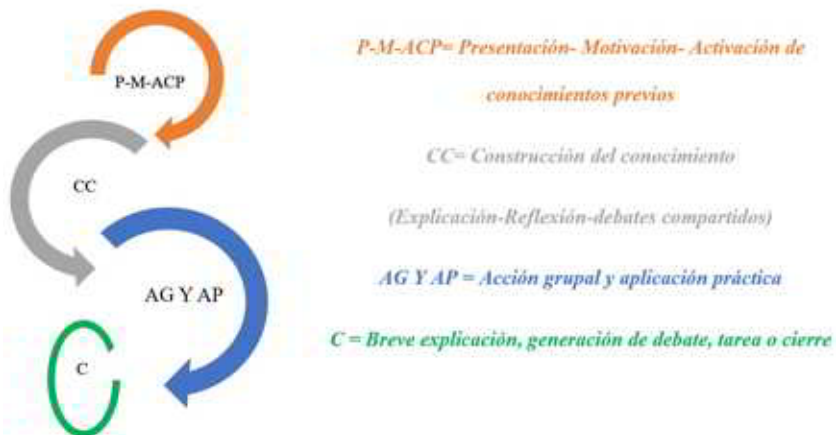 P-M-ACP
CC
AG Y AP
C
P-M-ACP= Presentación- Motivación- Activación de
conocimientos previos
CC= Construcción del conocimiento
(Explicación-Reflexión-debates compartidos)
AG Y AP = Acción grupal y aplicación práctica
C = Breve explicación, generación de debate, tarea o cierre